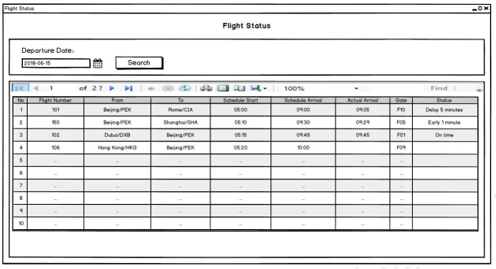 Flight Status
Flight Status
Departure Date:
2018-06-15 Search
1 of 2 7 100% Find
No Flight Number From To Schedule Start Schedule Arrival Actual Arrival Gate Status
1 101 Beijing/PEK Rome/CIA 05:00 09:00 09:05 F10 Delay 5 minutes
2 150 Beijing/PEK Shanghai/SHA 05:10 09:30 09:29 F05 Early 1 minute
3 102 Dubai/DXB Beijing/PEK 05:15 09:45 09:45 F01 On time
4 106 Hong Kong/HKG Beijing/PEK 05:20 10:00 F09
5 ... ... ... ... ... ... ... ...
6 ... ... ... ... ... ... ... ...
7 ... ... ... ... ... ... ... ...
8 ... ... ... ... ... ... ... ...
9 ... ... ... ... ... ... ... ...
10 ... ... ... ... ... ... ... ...